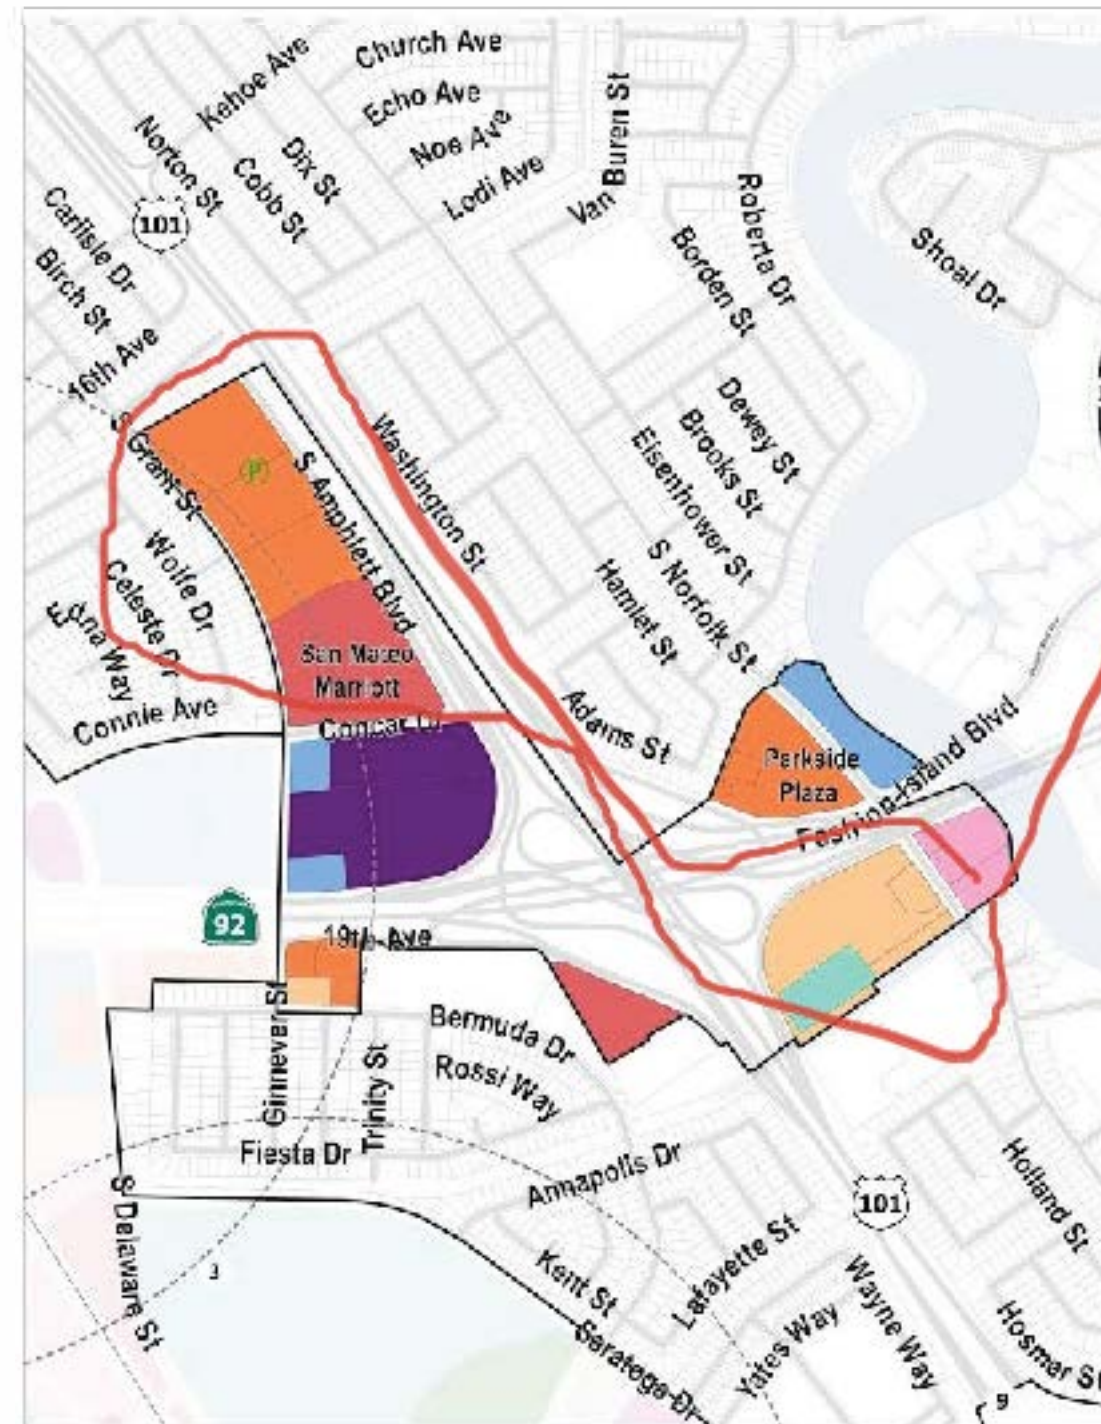 Church Ave
Kehoe Ave
Echo Ave
Noe Ave
Lodi Ave
Van Buren St
Norton St
Cobb St
Dix St
Roberta Dr
Borden St
Shoal Dr
101
Carlisle Dr
Birch St
16th Ave
S Grant St
P
S Amphlett Blvd
Washington St
Dewey St
Brooks St
Eisenhower St
S Norfolk St
Hamlet St
Wolfe Dr
Celeste Dr
Edna Way
Connie Ave
San Mateo
Marriott
Concar Dr
Adams St
Parkside
Plaza
Fashion Island Blvd
92
19th Ave
Ginnever St
Trinity St
Bermuda Dr
Rossi Way
Fiesta Dr
Annapolis Dr
S Delaware St
3
Kent St
Lafayette St
101
Holland St
Saratoga Dr
Yates Way
Wayne Way
Hosmer St
9